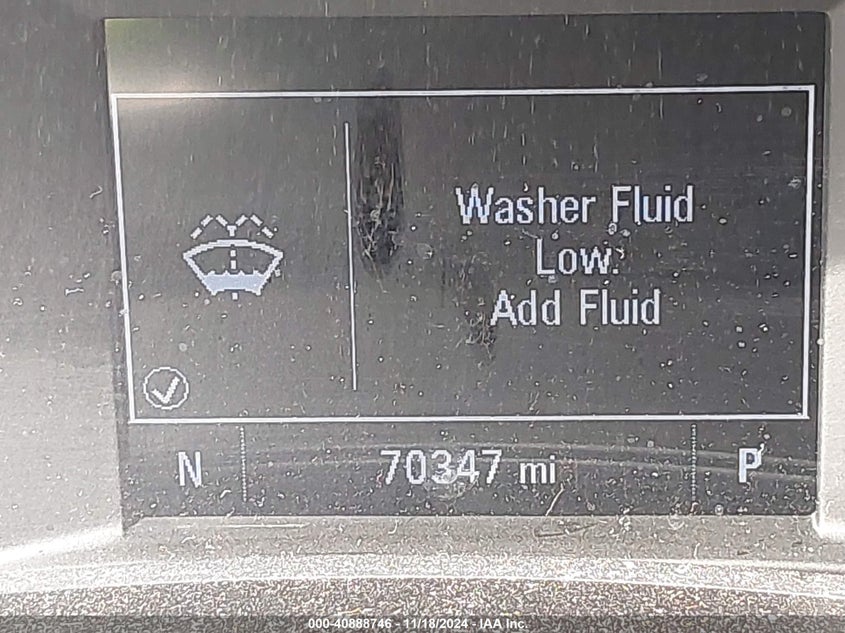 Washer Fluid
Low.
Add Fluid
N 70347 mi P
000-40888746 - 11/18/2024 - IAA Inc.